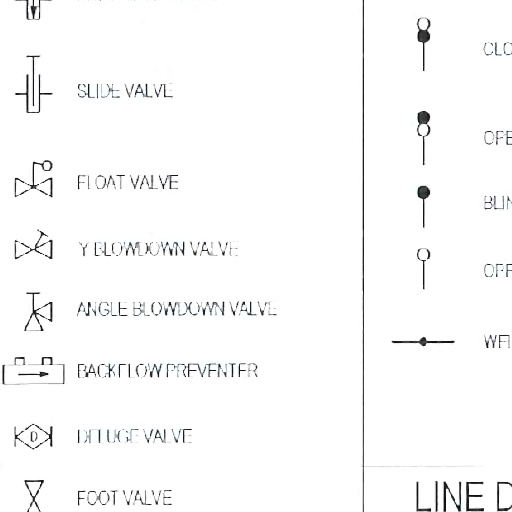 SLIDE VALVE
FLOAT VALVE
Y BLOWDOWN VALVE
ANGLE BLOWDOWN VALVE
BACKFLOW PREVENTER
D
DELUGE VALVE
FOOT VALVE
CLO
OPE
BLIN
OPE
WEL
LINE D